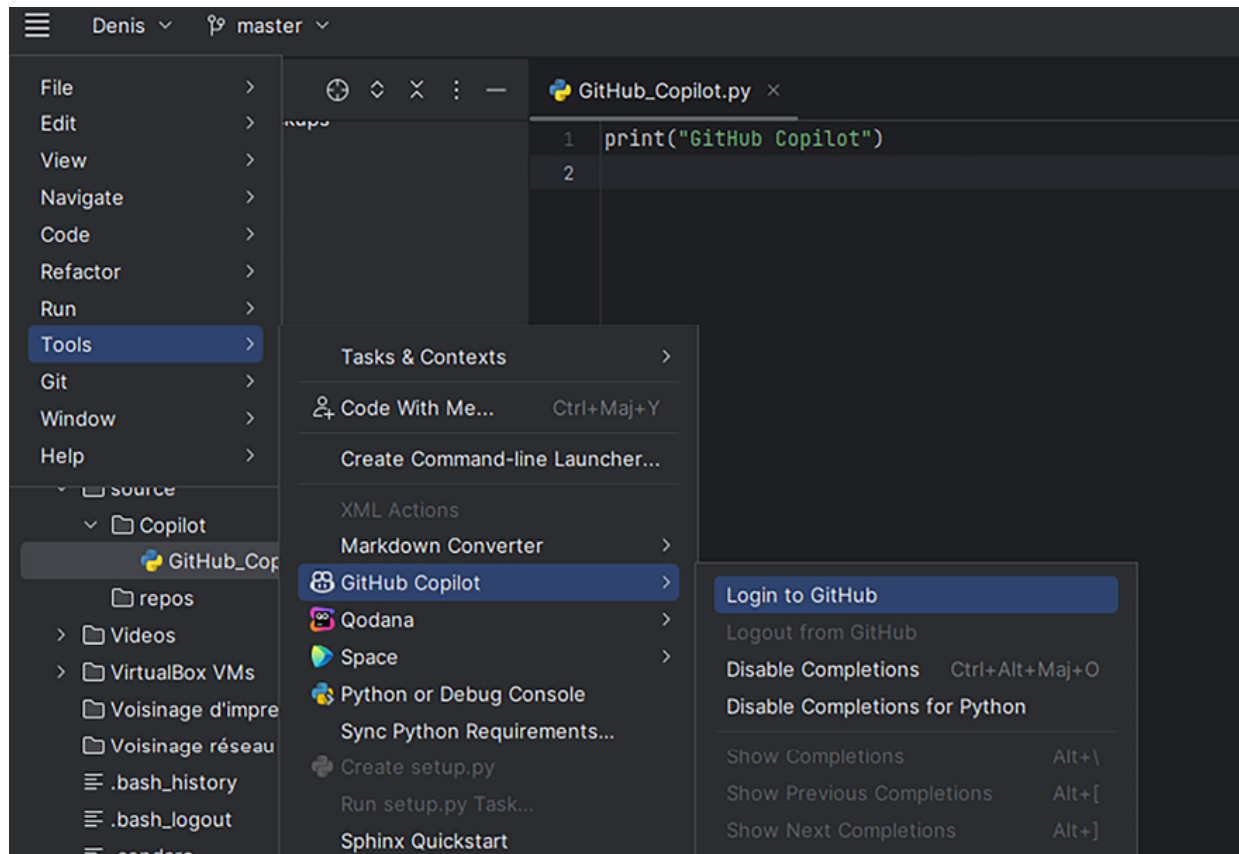 Denis master
File
Edit
View
Navigate
Code
Refactor
Run
Tools
Git
Window
Help
GitHub_Copilot.py
1 print("GitHub Copilot")
2
Tasks & Contexts
Code With Me... Ctrl+Maj+Y
Create Command-line Launcher...
XML Actions
Markdown Converter
GitHub Copilot
Qodana
Space
Python or Debug Console
Sync Python Requirements...
Create setup.py
Run setup.py Task...
Sphinx Quickstart
Login to GitHub
Logout from GitHub
Disable Completions Ctrl+Alt+Maj+O
Disable Completions for Python
Show Completions Alt+\
Show Previous Completions Alt+[
Show Next Completions Alt+]
source
Copilot
GitHub_Cop
repos
Videos
VirtualBox VMs
Voisinage d'impre
Voisinage réseau
.bash_history
.bash_logout